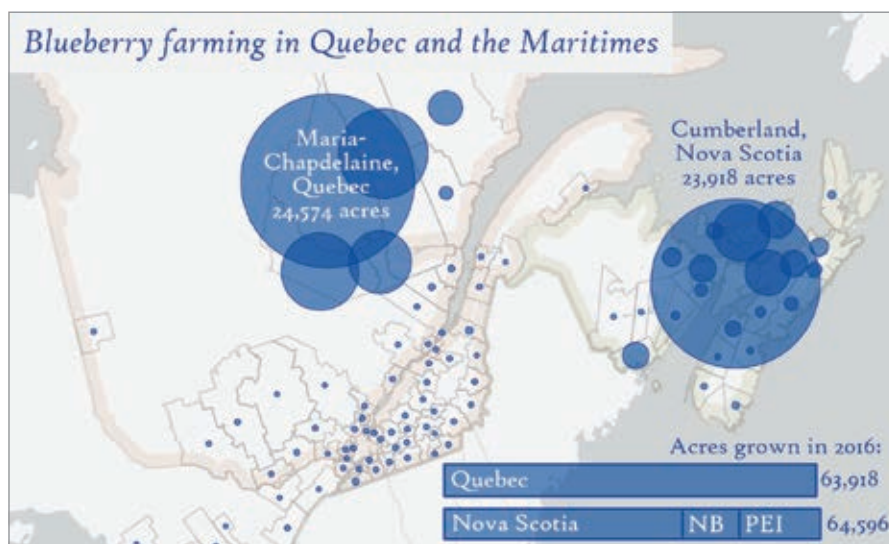 Blueberry farming in Quebec and the Maritimes
Maria-
Chapdelaine,
Quebec
24,574 acres
Cumberland,
Nova Scotia
23,918 acres
Acres grown in 2016:
Quebec 63,918
Nova Scotia NB PEI 64,596